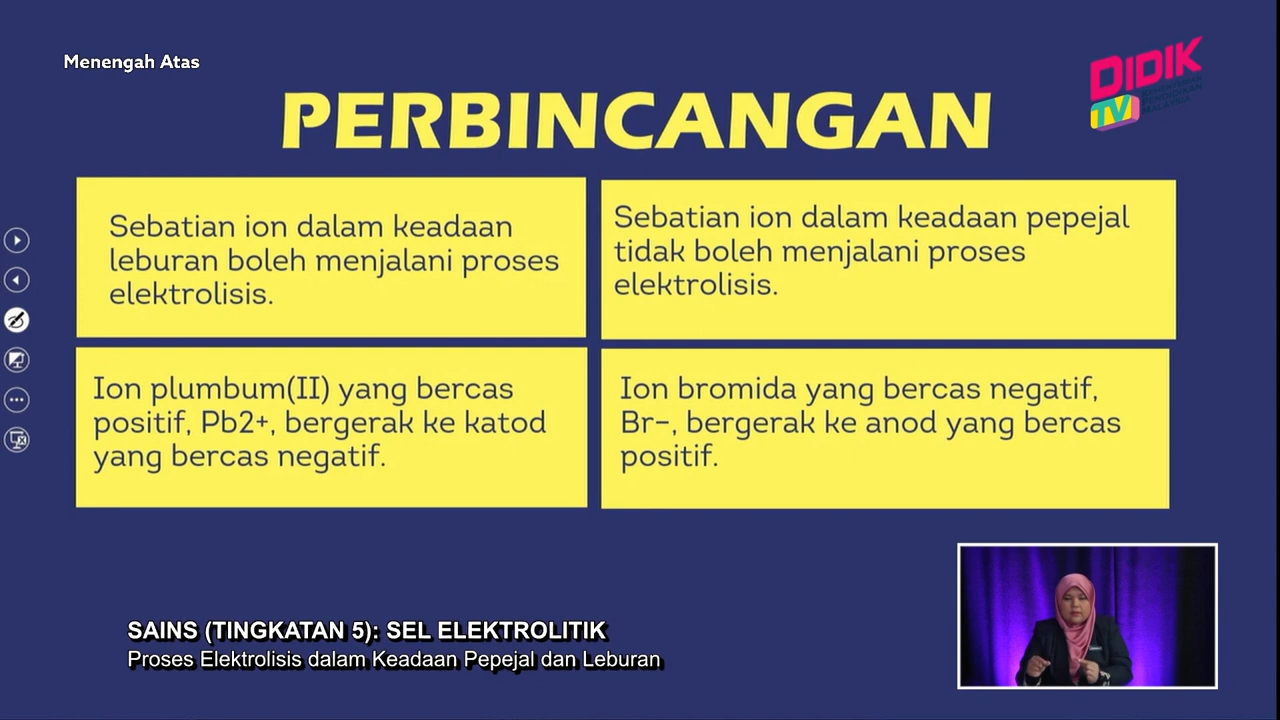 Menengah Atas
DIDIK
TV
KEMENTERIAN
PENDIDIKAN
MALAYSIA
PERBINCANGAN
Sebatian ion dalam keadaan
leburan boleh menjalani proses
elektrolisis.
Sebatian ion dalam keadaan pepejal
tidak boleh menjalani proses
elektrolisis.
Ion plumbum(II) yang bercas
positif, Pb2+, bergerak ke katod
yang bercas negatif.
Ion bromida yang bercas negatif,
Br−, bergerak ke anod yang bercas
positif.
SAINS (TINGKATAN 5): SEL ELEKTROLITIK
Proses Elektrolisis dalam Keadaan Pepejal dan Leburan